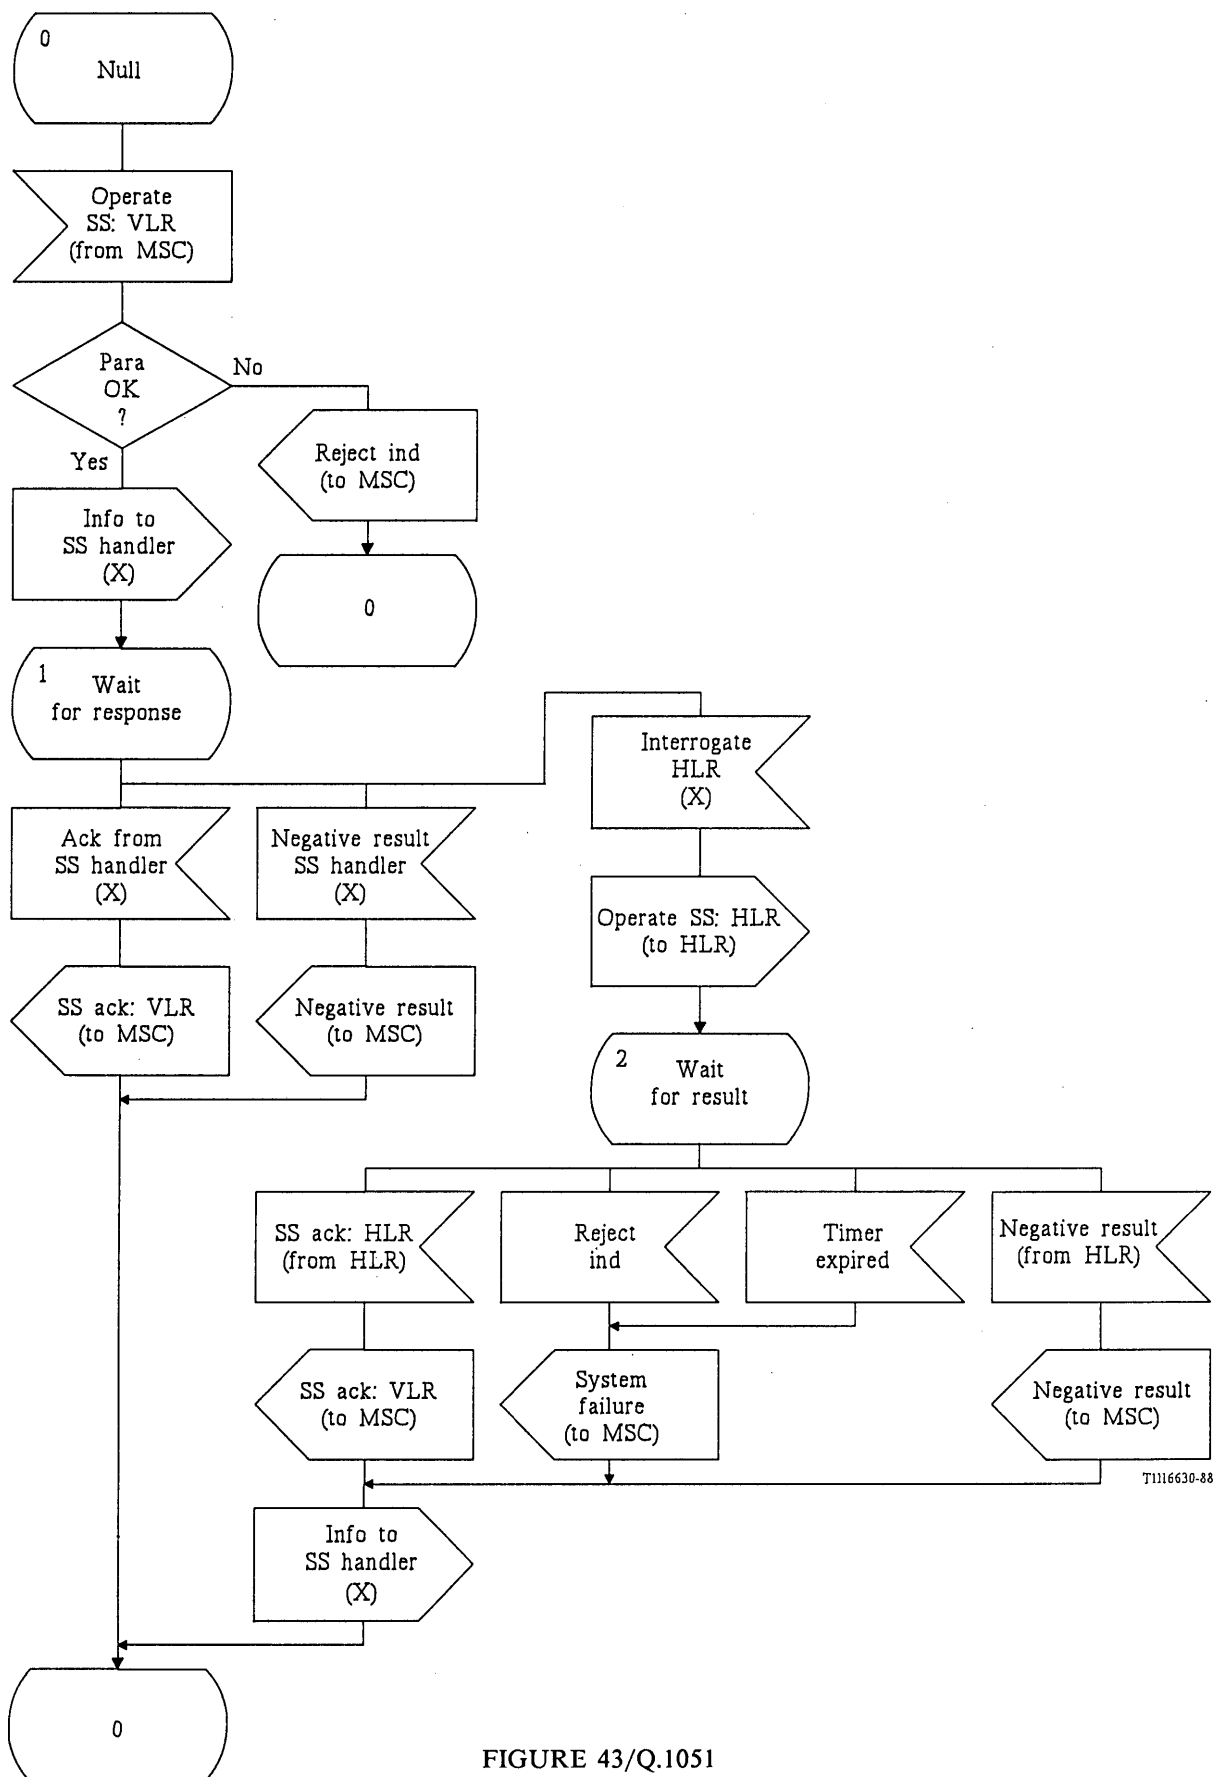 0
Null
Operate
SS: VLR
(from MSC)
Para
OK
?
No
Yes
Reject ind
(to MSC)
Info to
SS handler
(X)
0
1
Wait
for response
Interrogate
HLR
(X)
Ack from
SS handler
(X)
Negative result
SS handler
(X)
Operate SS: HLR
(to HLR)
SS ack: VLR
(to MSC)
Negative result
(to MSC)
2
Wait
for result
SS ack: HLR
(from HLR)
Reject
ind
Timer
expired
Negative result
(from HLR)
SS ack: VLR
(to MSC)
System
failure
(to MSC)
Negative result
(to MSC)
T1116630-88
Info to
SS handler
(X)
0
FIGURE 43/Q.1051